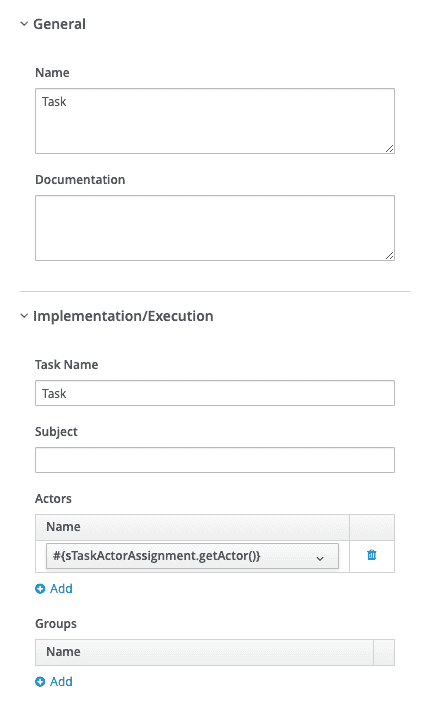 General
Name
Task
Documentation
Implementation/Execution
Task Name
Task
Subject
Actors
Name
#{sTaskActorAssignment.getActor()}
Add
Groups
Name
Add